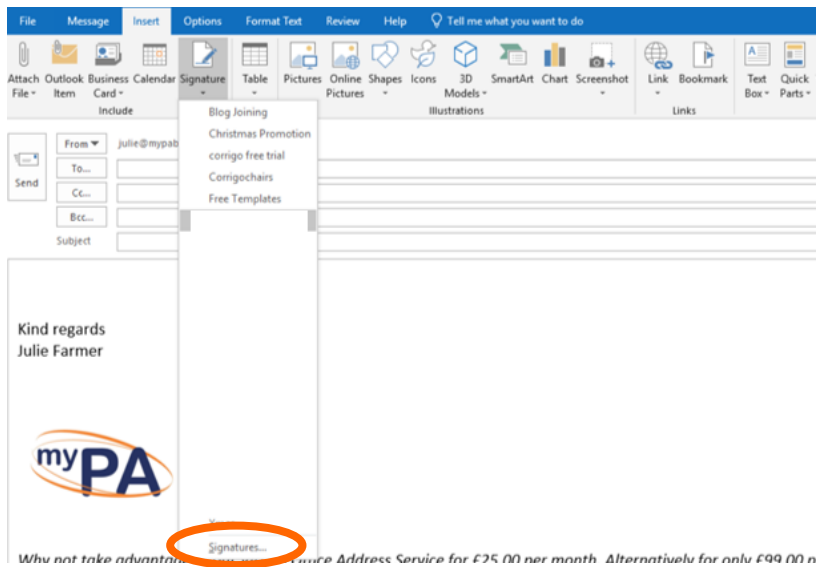 File Message Insert Options Format Text Review Help Tell me what you want to do
Attach File Outlook Item Business Card Calendar Signature Table Pictures Online Pictures Shapes Icons 3D Models SmartArt Chart Screenshot Link Bookmark Text Box Quick Parts
Include Illustrations Links
Blog Joining
Christmas Promotion
corrigo free trial
Corrigochairs
Free Templates
Signatures...
Send
From julie@mypab
To...
Cc...
Bcc...
Subject
Kind regards
Julie Farmer
myPA
Why not take advantag Office Address Service for £25.00 per month. Alternatively for only £99.00 p